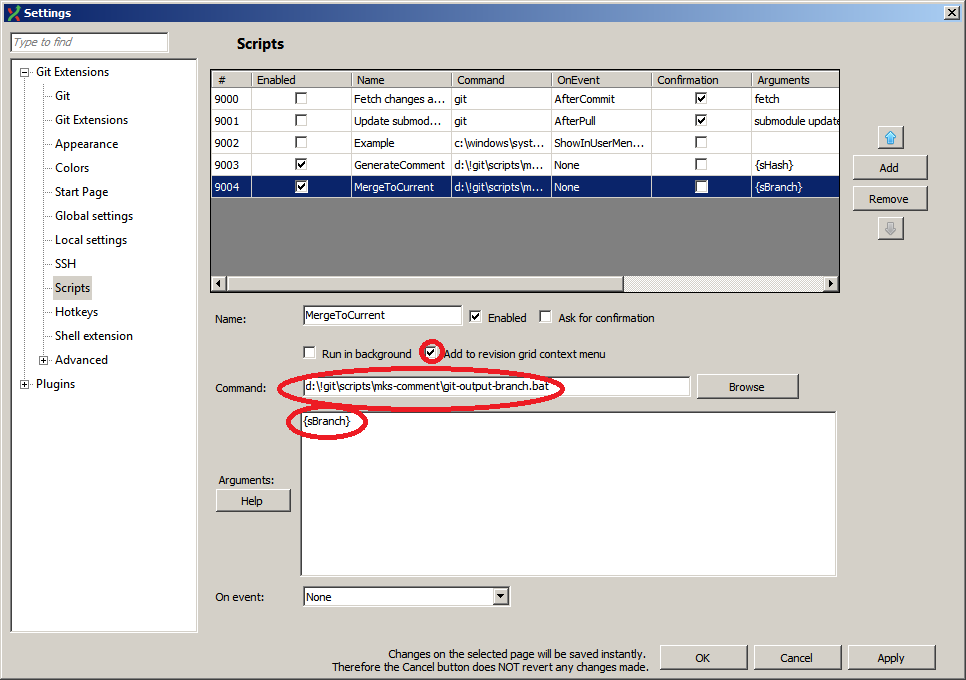 Settings
Type to find
Scripts
Git Extensions
Git
Git Extensions
Appearance
Colors
Start Page
Global settings
Local settings
SSH
Scripts
Hotkeys
Shell extension
Advanced
Plugins
# Enabled Name Command OnEvent Confirmation Arguments
9000 Fetch changes a... git AfterCommit fetch
9001 Update submod... git AfterPull submodule update
9002 Example c:\windows\syst... ShowInUserMen...
9003 GenerateComment d:\!git\scripts\m... None {sHash}
9004 MergeToCurrent d:\!git\scripts\m... None {sBranch}
Add
Remove
Name: MergeToCurrent Enabled Ask for confirmation
Run in background Add to revision grid context menu
Command: d:\!git\scripts\mks-comment\git-output-branch.bat Browse
{sBranch}
Arguments:
Help
On event: None
Changes on the selected page will be saved instantly.
Therefore the Cancel button does NOT revert any changes made.
OK Cancel Apply